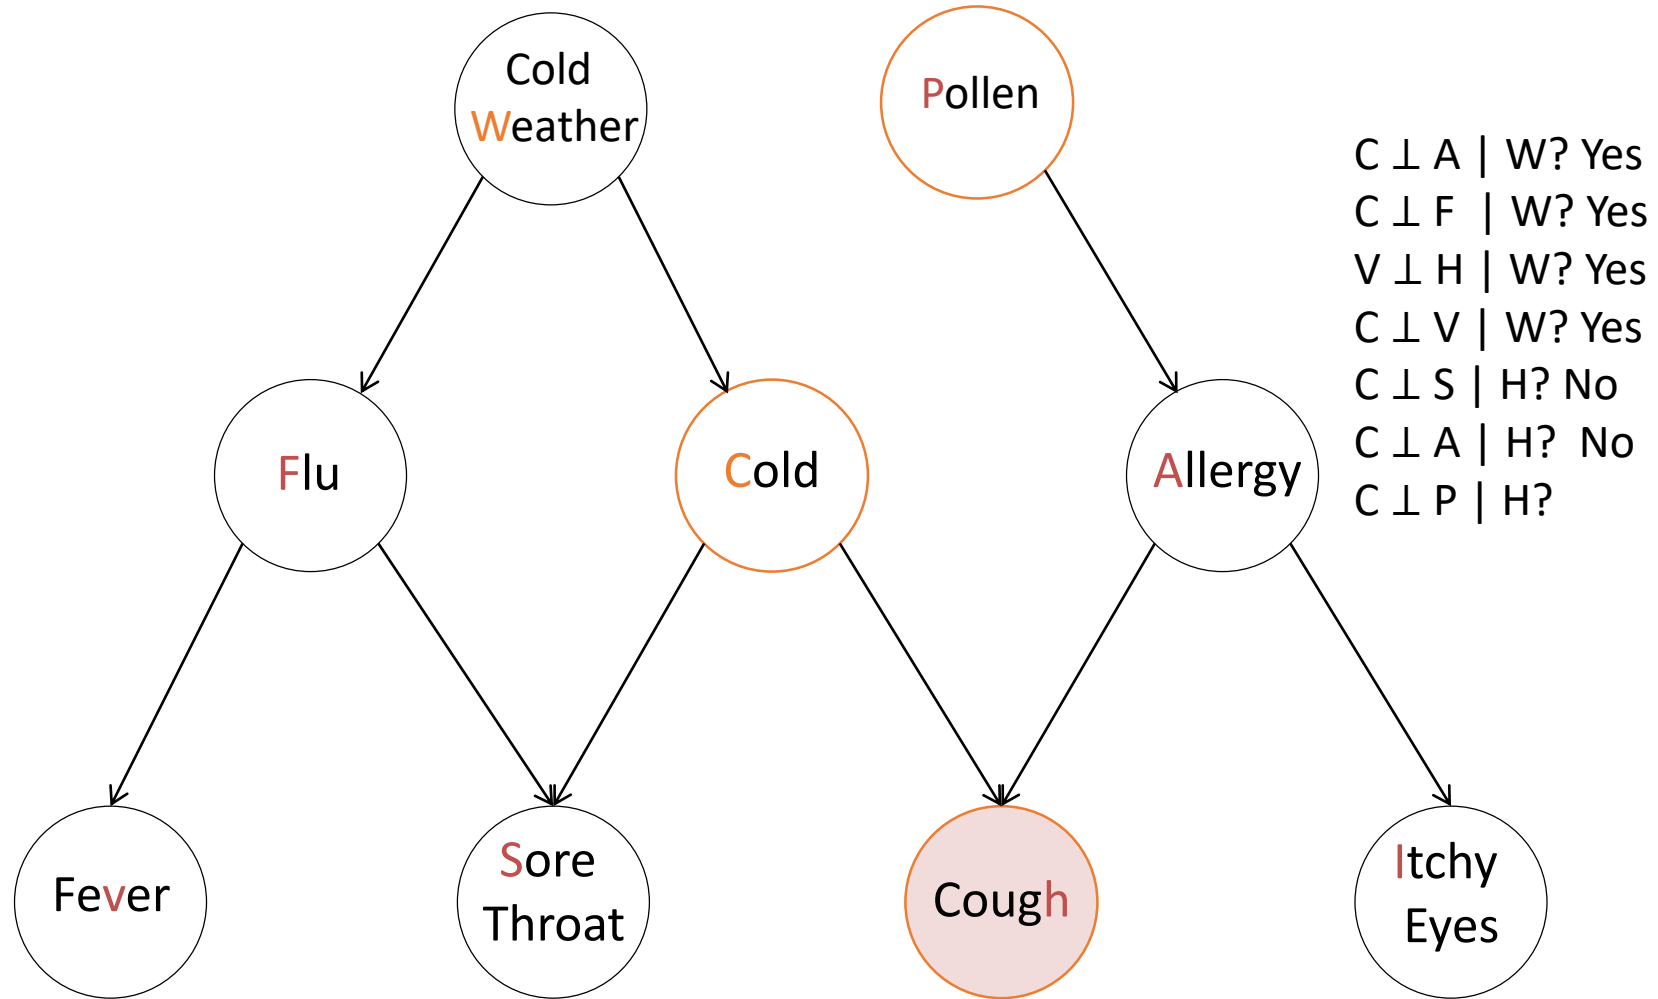 Cold
Weather
Pollen
C ⊥ A | W? Yes
C ⊥ F | W? Yes
V ⊥ H | W? Yes
C ⊥ V | W? Yes
C ⊥ S | H? No
C ⊥ A | H? No
C ⊥ P | H?
Flu
Cold
Allergy
Fever
Sore
Throat
Cough
Itchy
Eyes